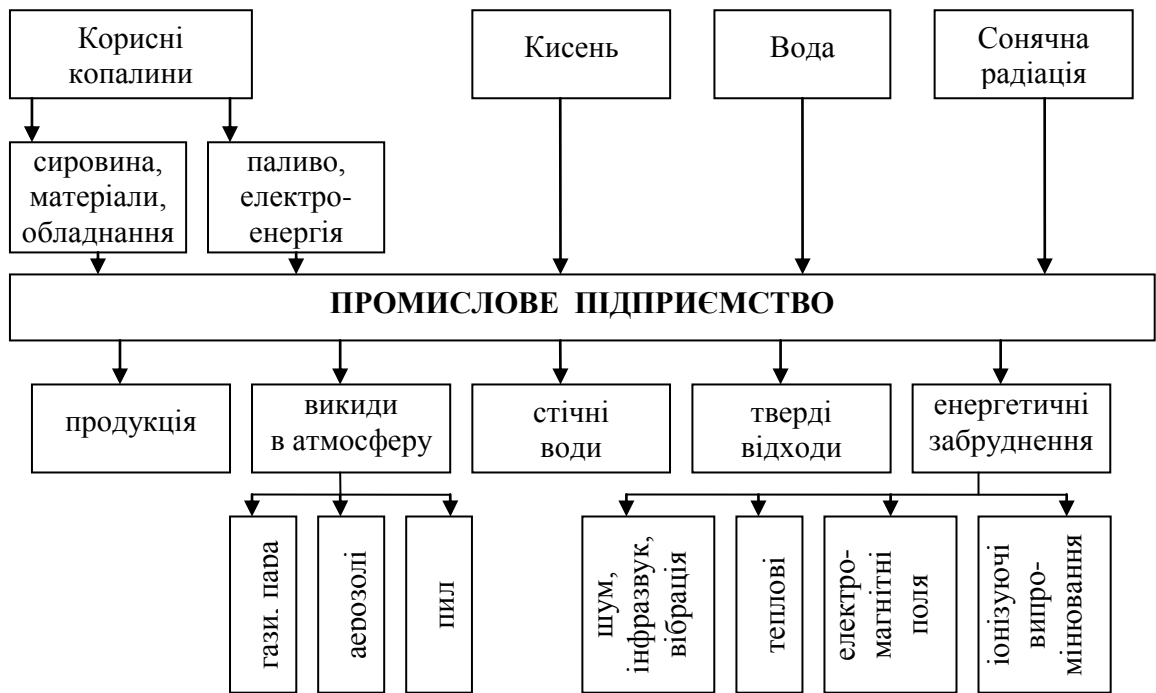 Корисні
копалини
Кисень
Вода
Сонячна
радіація
сировина,
матеріали,
обладнання
паливо,
електро-
енергія
ПРОМИСЛОВЕ ПІДПРИЄМСТВО
продукція
викиди
в атмосферу
стічні
води
тверді
відходи
енергетичні
забруднення
гази. пара
аерозолі
пил
шум,
інфразвук,
вібрація
теплові
електро-
магнітні
поля
іонізуючі
випро-
мінювання